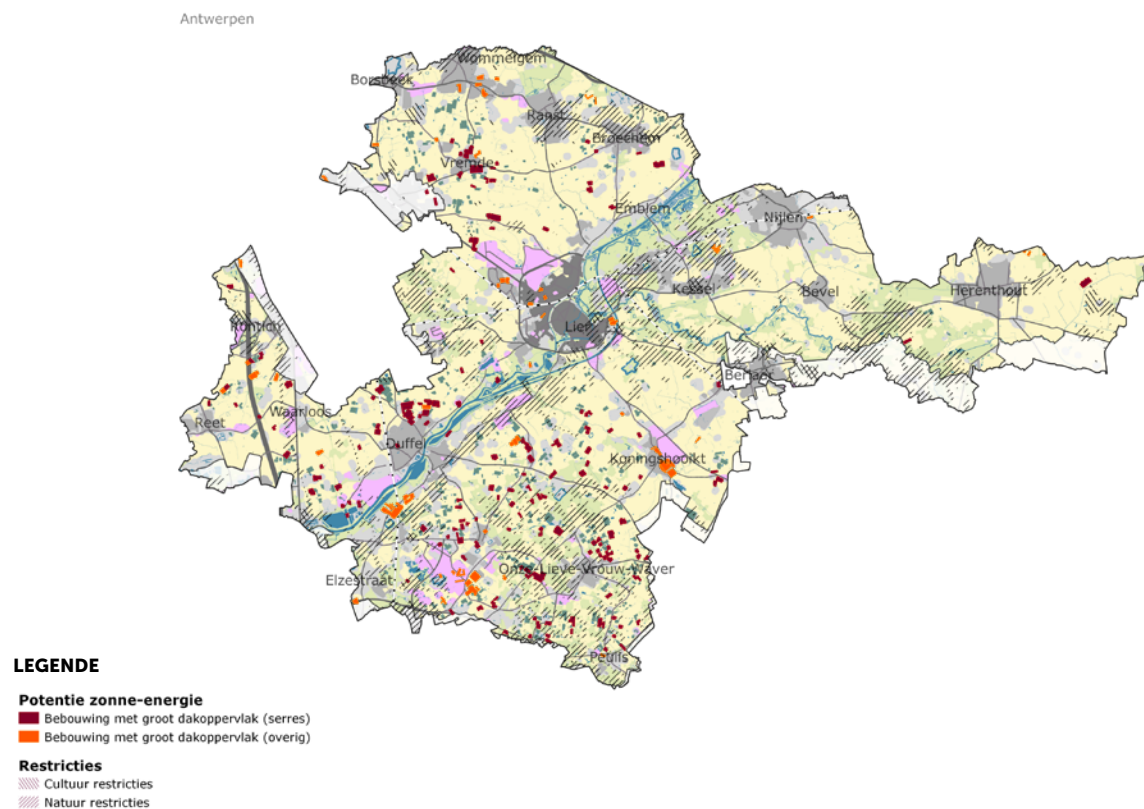 Antwerpen
Wommelgem
Borsbeek
Ranst
Broechem
Vremde
Emblem
Nijlen
Kessel
Bevel
Herenthout
Lier
Kontich
Berlaar
Waarloos
Reet
Duffel
Koningshooikt
Onze-Lieve-Vrouw-Waver
Elzestraat
Peulis
LEGENDE
Potentie zonne-energie
Bebouwing met groot dakoppervlak (serres)
Bebouwing met groot dakoppervlak (overig)
Restricties
Cultuur restricties
Natuur restricties